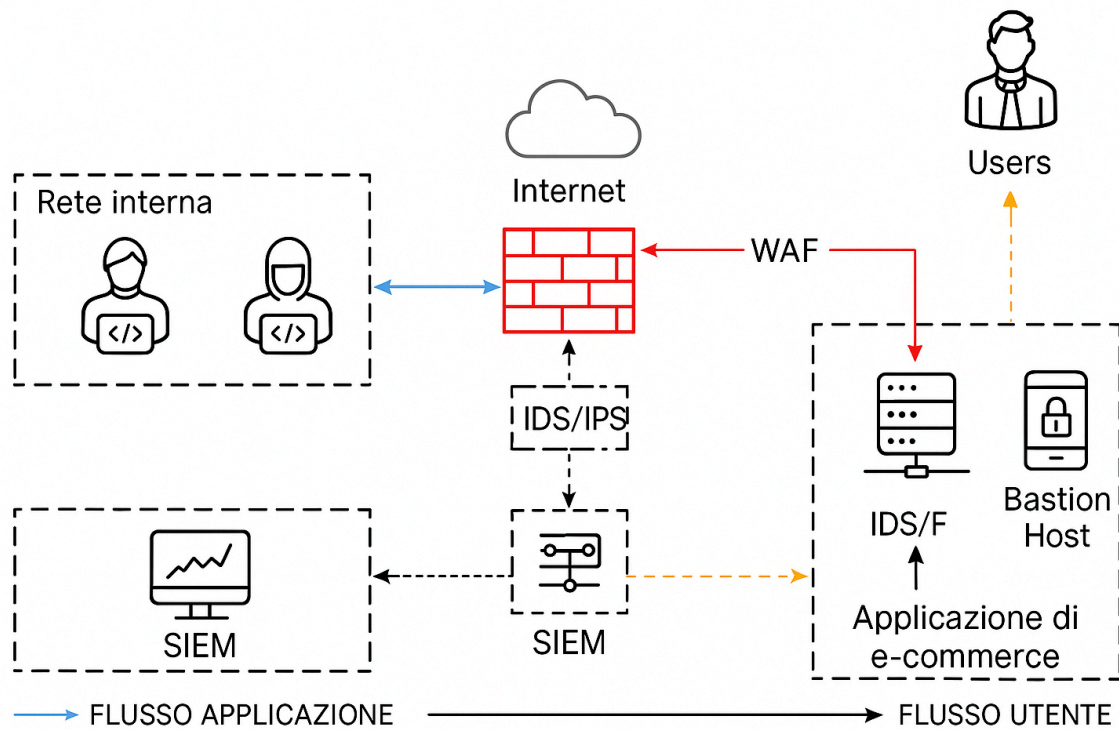 Users
Internet
Rete interna
WAF
</>
</>
IDS/IPS
Bastion
Host
IDS/F
SIEM
SIEM
Applicazione di
e-commerce
FLUSSO APPLICAZIONE
FLUSSO UTENTE